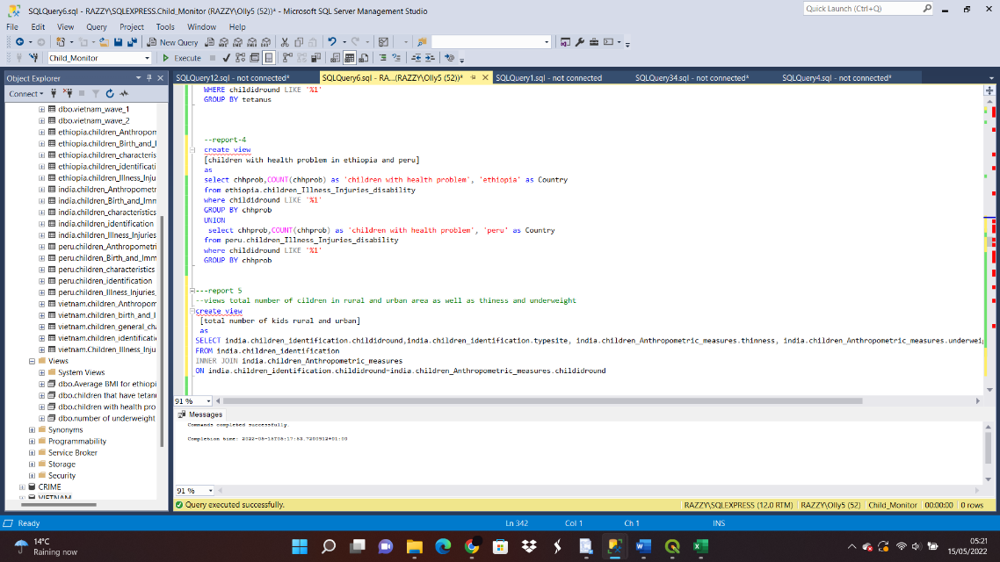 SQLQuery6.sql - RAZZY\SQLEXPRESS.Child_Monitor (RAZZY\Olly5 (52))* - Microsoft SQL Server Management Studio
Quick Launch (Ctrl+Q)
File Edit View Query Project Tools Window Help
New Query
Child_Monitor
Execute
Object Explorer
SQLQuery12.sql - not connected*
SQLQuery6.sql - RA...(RAZZY\Olly5 (52))*
SQLQuery1.sql - not connected
SQLQuery34.sql - not connected*
SQLQuery4.sql - not connected*
Connect
dbo.vietnam_wave_1
dbo.vietnam_wave_2
ethiopia.children_Anthropom
ethiopia.children_Birth_and_I
ethiopia.children_characteris
ethiopia.children_identificati
ethiopia.children_Illness_Inju
india.children_Anthropometr
india.children_Birth_and_Imm
india.children_characteristics
india.children_identification
india.children_Illness_Injuries
peru.children_Anthropometri
peru.children_Birth_and_Imm
peru.children_characteristics
peru.children_identification
peru.children_Illness_Injuries_
vietnam.children_Anthropom
vietnam.children_birth_and_I
vietnam.children_general_cha
vietnam.children_identificatio
vietnam.Children_Illness_Inju
Views
System Views
dbo.Average BMI for ethiopi
dbo.children that have tetanu
dbo.children with health pro
dbo.number of underweight
Synonyms
Programmability
Service Broker
Storage
Security
CRIME
VIETNAM
WHERE childidround LIKE '%1'
GROUP BY tetanus
--report-4
create view
[children with health problem in ethiopia and peru]
as
select chhprob,COUNT(chhprob) as 'children with health problem', 'ethiopia' as Country
from ethiopia.children_Illness_Injuries_disability
where childidround LIKE '%1'
GROUP BY chhprob
UNION
select chhprob,COUNT(chhprob) as 'children with health problem', 'peru' as Country
from peru.children_Illness_Injuries_disability
where childidround LIKE '%1'
GROUP BY chhprob
---report 5
--views total number of cildren in rural and urban area as well as thiness and underweight
create view
[total number of kids rural and urban]
as
SELECT india.children_identification.childidround,india.children_identification.typesite, india.children_Anthropometric_measures.thinness, india.children_Anthropometric_measures.underwei
FROM india.children_identification
INNER JOIN india.children_Anthropometric_measures
ON india.children_identification.childidround=india.children_Anthropometric_measures.childidround
91 %
Messages
Commands completed successfully.
Completion time: 2022-05-15T05:17:53.7200912+01:00
91 %
Query executed successfully.
RAZZY\SQLEXPRESS (12.0 RTM) RAZZY\Olly5 (52) Child_Monitor 00:00:00 0 rows
Ready Ln 342 Col 1 Ch 1 INS
14°C
Raining now
05:21
15/05/2022